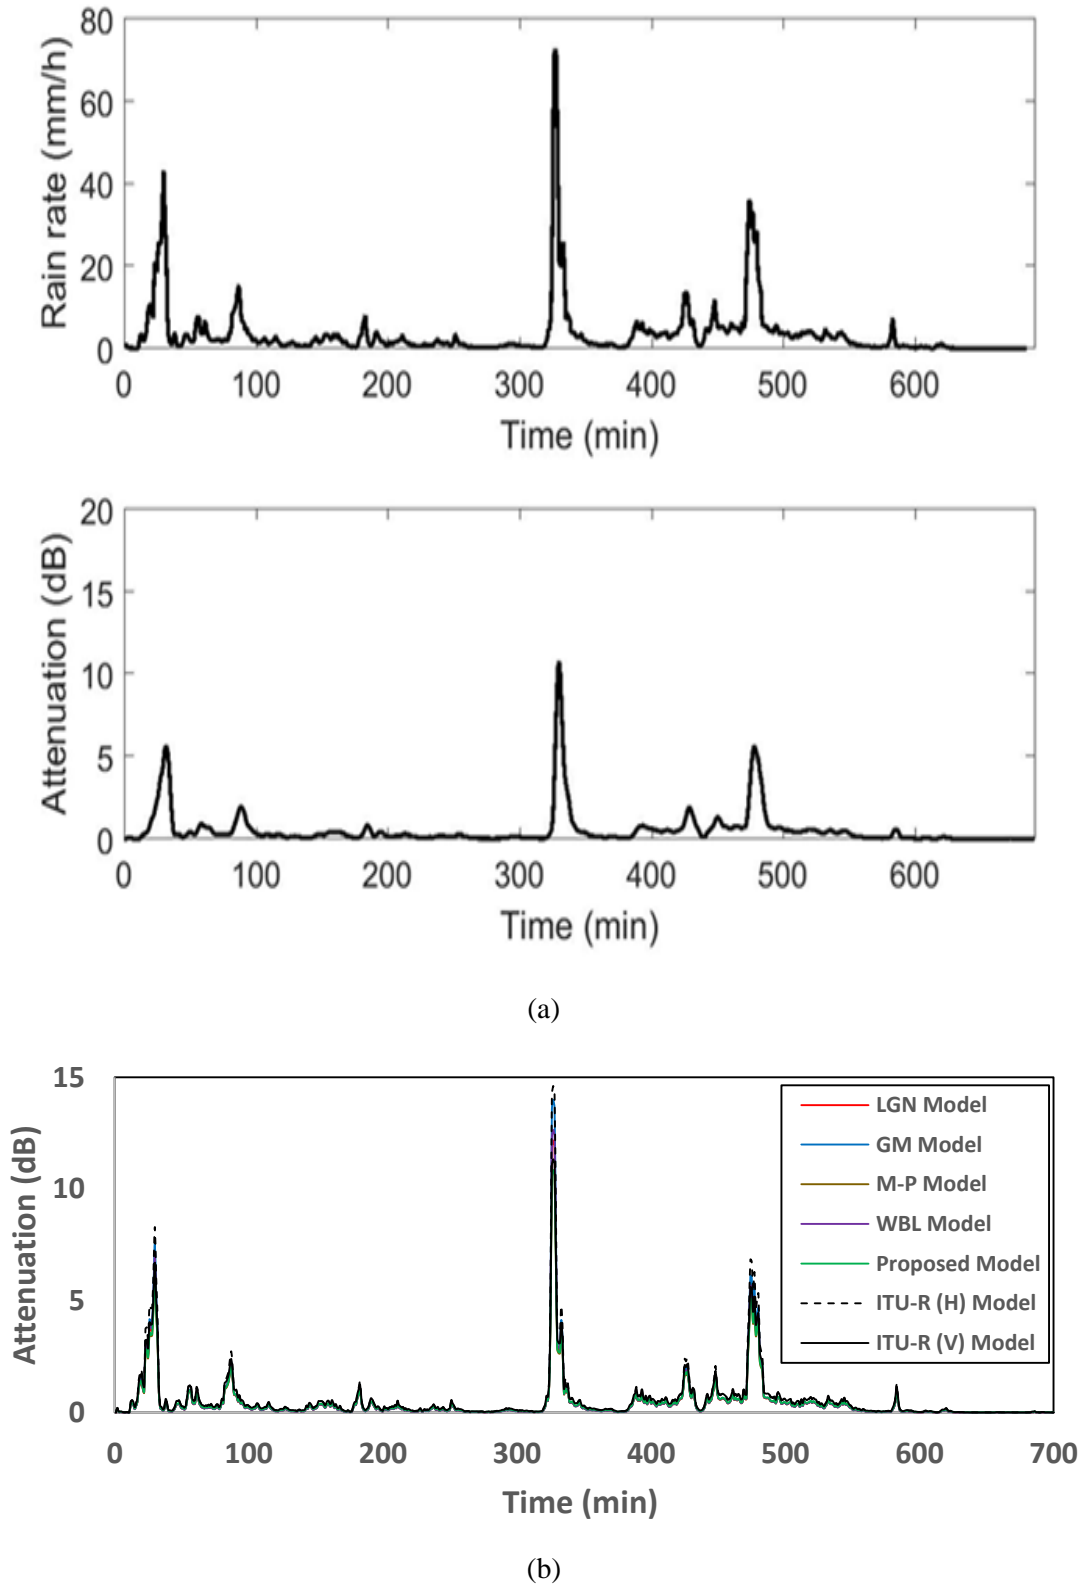 80
60
40
20
0
Rain rate (mm/h)
0 100 200 300 400 500 600
Time (min)
20
15
10
5
0
Attenuation (dB)
0 100 200 300 400 500 600
Time (min)
(a)
15
10
5
0
Attenuation (dB)
LGN Model
GM Model
M-P Model
WBL Model
Proposed Model
ITU-R (H) Model
ITU-R (V) Model
0 100 200 300 400 500 600 700
Time (min)
(b)